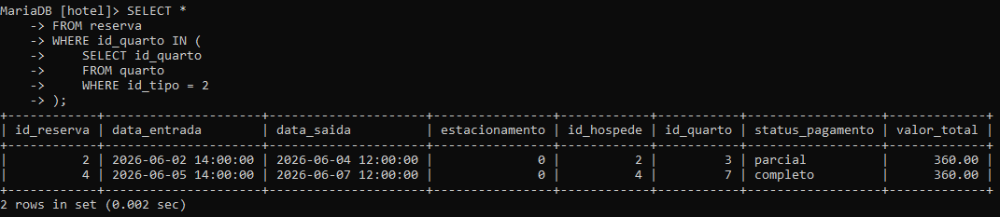 MariaDB [hotel]> SELECT *
    -> FROM reserva
    -> WHERE id_quarto IN (
    ->     SELECT id_quarto
    ->     FROM quarto
    ->     WHERE id_tipo = 2
    -> );
+------------+---------------------+---------------------+----------------+------------+-----------+------------------+-------------+
| id_reserva | data_entrada        | data_saida          | estacionamento | id_hospede | id_quarto | status_pagamento | valor_total |
+------------+---------------------+---------------------+----------------+------------+-----------+------------------+-------------+
|          2 | 2026-06-02 14:00:00 | 2026-06-04 12:00:00 |              0 |          2 |         3 | parcial          |      360.00 |
|          4 | 2026-06-05 14:00:00 | 2026-06-07 12:00:00 |              0 |          4 |         7 | completo         |      360.00 |
+------------+---------------------+---------------------+----------------+------------+-----------+------------------+-------------+
2 rows in set (0.002 sec)